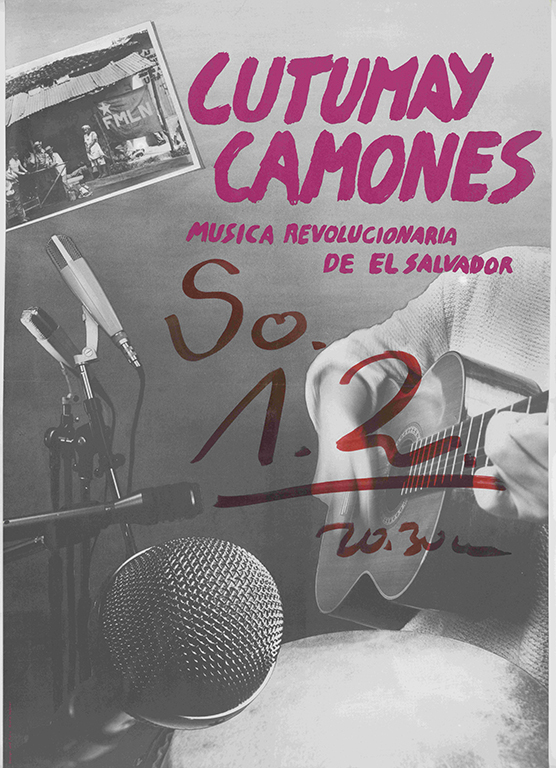 FMLN
CUTUMAY
CAMONES
MUSICA REVOLUCIONARIA
DE EL SALVADOR
So.
1.2.
20.30